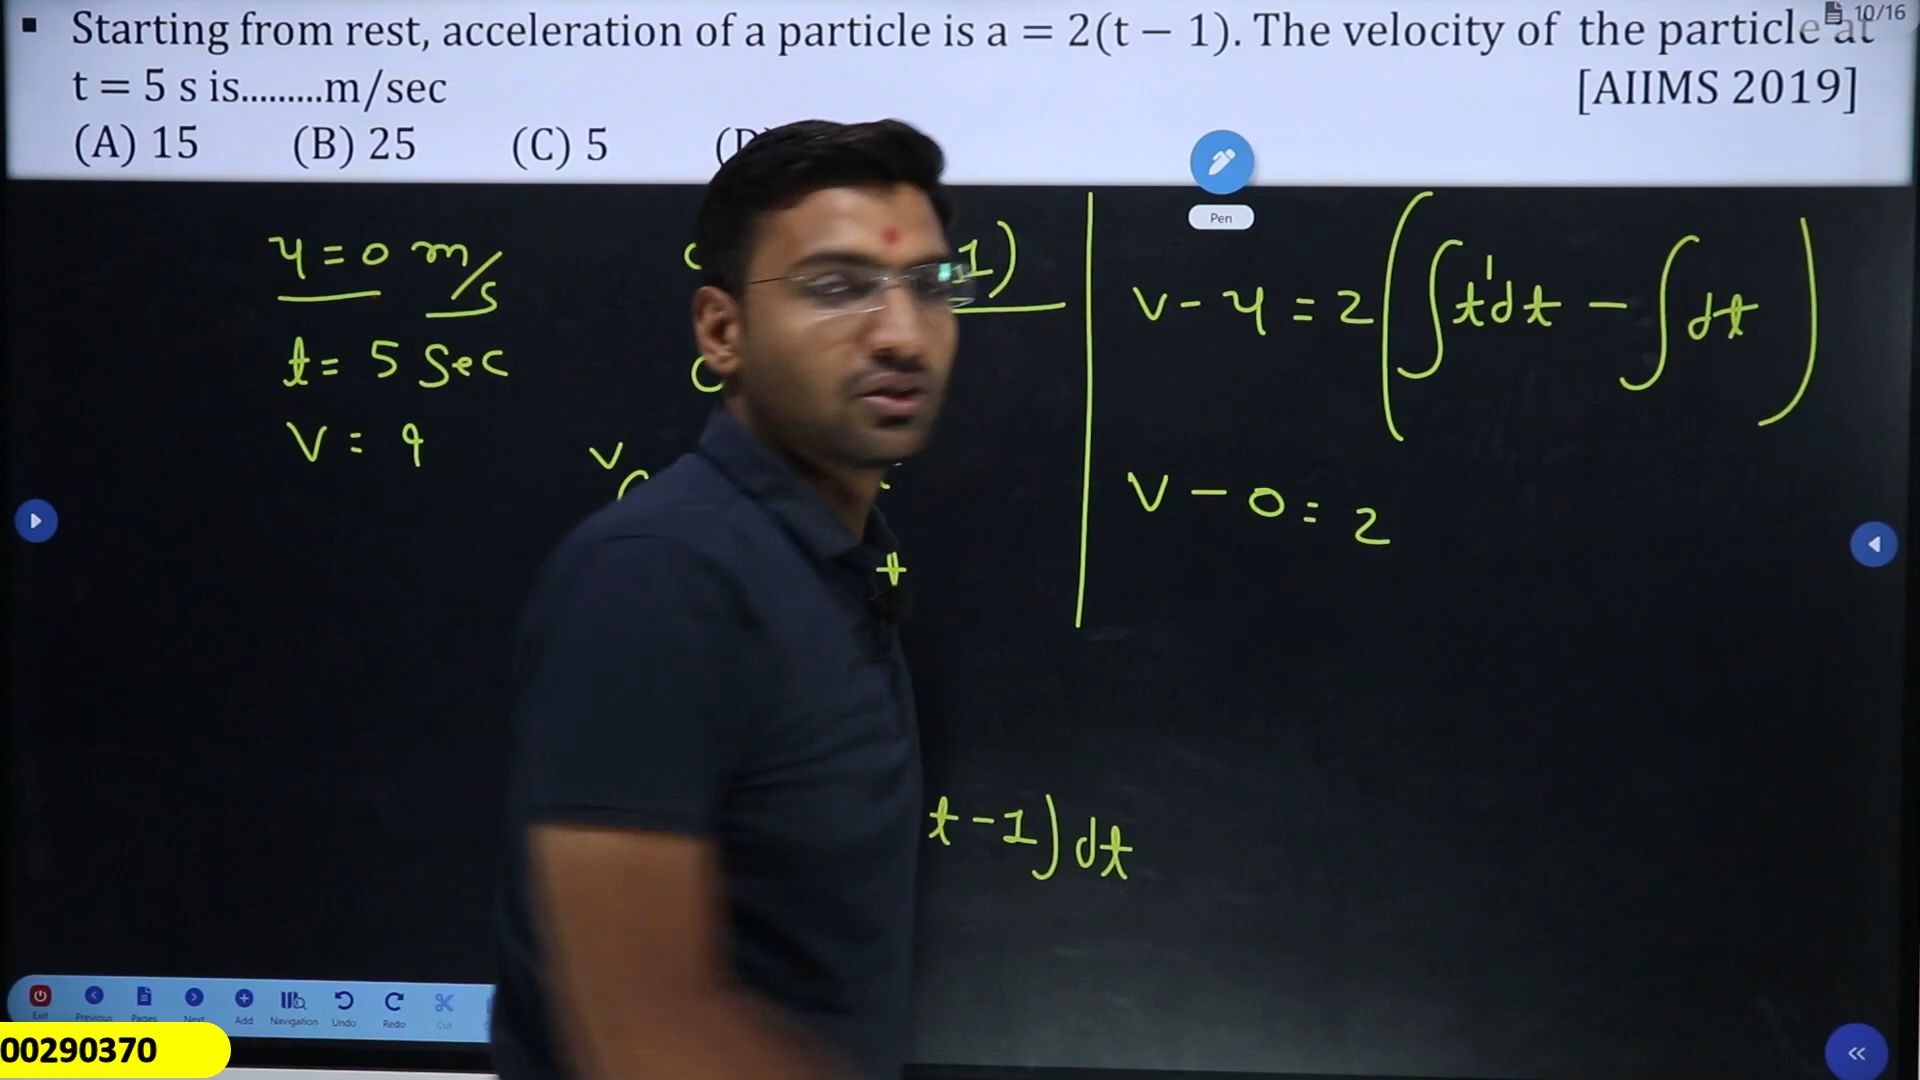 ▪ Starting from rest, acceleration of a particle is a = 2(t − 1). The velocity of the particle at
t = 5 s is.........m/sec [AIIMS 2019]
(A) 15 (B) 25 (C) 5 (D)
10/16
Pen
u = 0 m/s
t = 5 Sec
V = ?
1)
v
t
t - 1) dt
v - u = 2 ( ∫ t¹dt - ∫ dt )
v - 0 = 2
Exit Previous Pages Next Add Navigation Undo Redo Cut
00290370